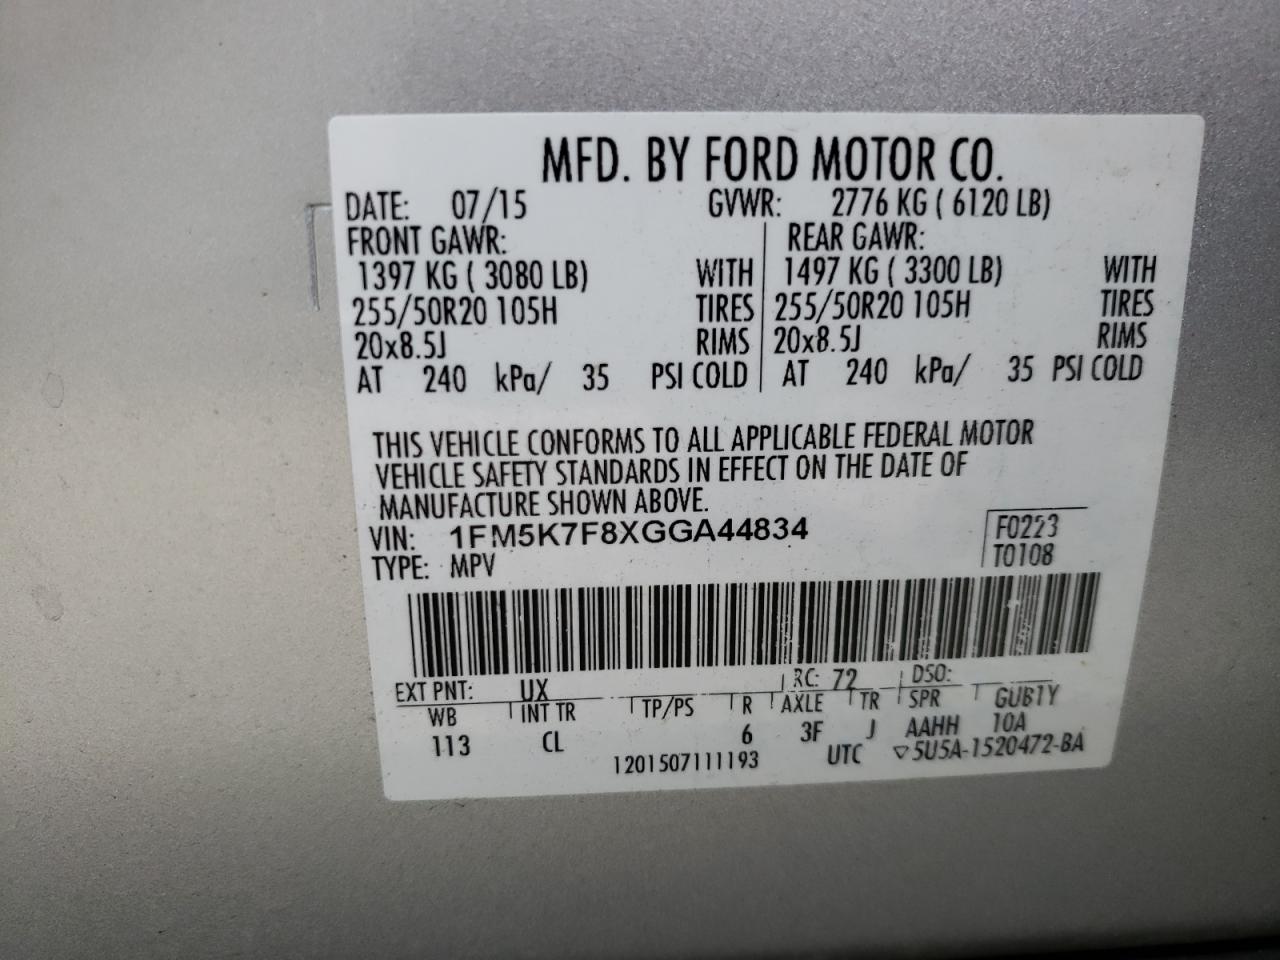 MFD. BY FORD MOTOR CO.
DATE: 07/15 GVWR: 2776 KG ( 6120 LB)
FRONT GAWR: REAR GAWR:
1397 KG ( 3080 LB) WITH 1497 KG ( 3300 LB) WITH
255/50R20 105H TIRES 255/50R20 105H TIRES
20x8.5J RIMS 20x8.5J RIMS
AT 240 kPa/ 35 PSI COLD AT 240 kPa/ 35 PSI COLD
THIS VEHICLE CONFORMS TO ALL APPLICABLE FEDERAL MOTOR
VEHICLE SAFETY STANDARDS IN EFFECT ON THE DATE OF
MANUFACTURE SHOWN ABOVE.
VIN: 1FM5K7F8XGGA44834 F0223
TYPE: MPV T0108
EXT PNT: UX RC: 72 DSO:
WB INT TR TP/PS R AXLE TR SPR GUB1Y
113 CL 6 3F J AAHH 10A
1201507111193 UTC ▽5U5A-1520472-BA